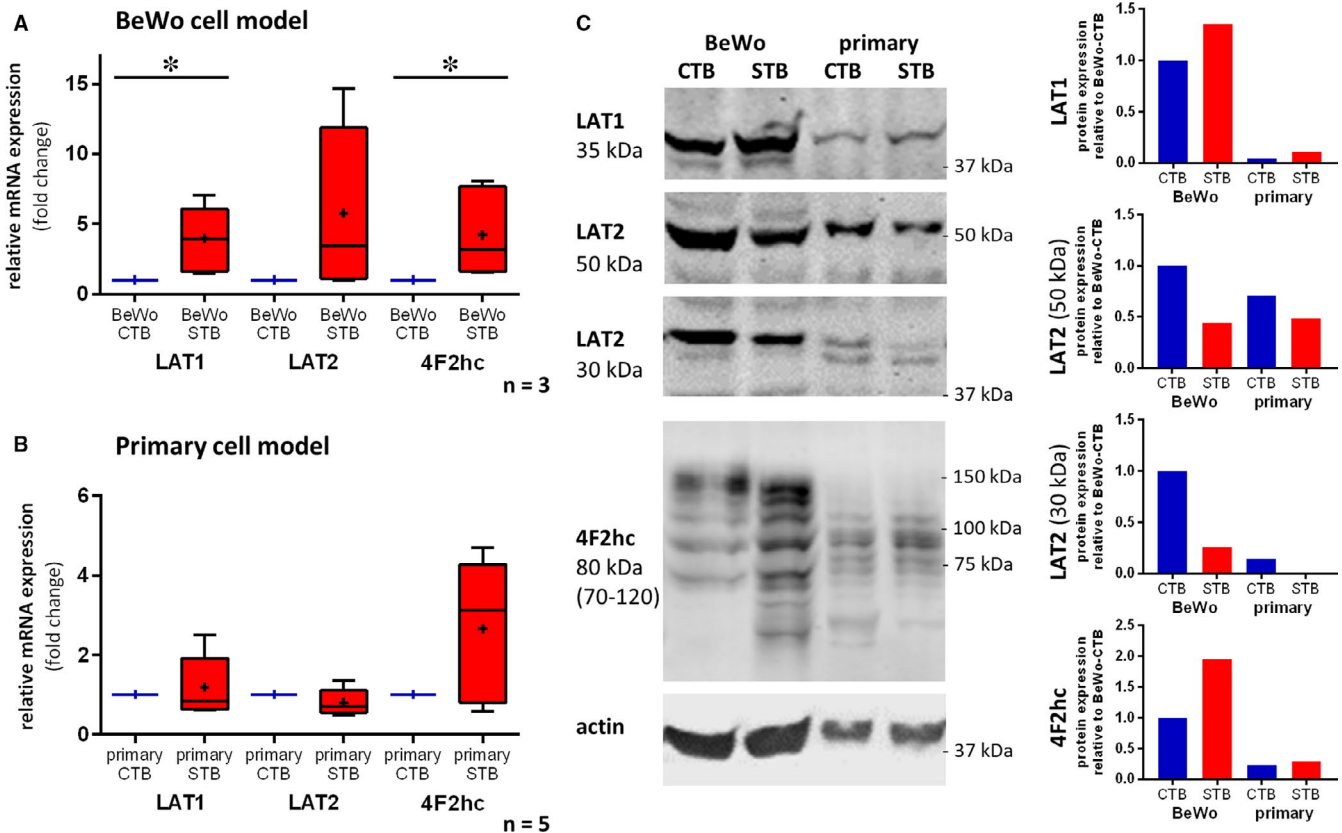 A
BeWo cell model
relative mRNA expression
(fold change)
* *
15
10
5
0
BeWo CTB
BeWo STB
BeWo CTB
BeWo STB
BeWo CTB
BeWo STB
LAT1 LAT2 4F2hc
n = 3
B
Primary cell model
relative mRNA expression
(fold change)
6
4
2
0
primary CTB
primary STB
primary CTB
primary STB
primary CTB
primary STB
LAT1 LAT2 4F2hc
n = 5
C
BeWo primary
CTB STB CTB STB
LAT1
35 kDa
- 37 kDa
LAT2
50 kDa
- 50 kDa
LAT2
30 kDa
- 37 kDa
4F2hc
80 kDa
(70-120)
- 150 kDa
- 100 kDa
- 75 kDa
actin
- 37 kDa
LAT1
protein expression
relative to BeWo-CTB
1.5
1.0
0.5
0.0
CTB STB CTB STB
BeWo primary
LAT2 (50 kDa)
protein expression
relative to BeWo-CTB
1.5
1.0
0.5
0.0
CTB STB CTB STB
BeWo primary
LAT2 (30 kDa)
protein expression
relative to BeWo-CTB
1.5
1.0
0.5
0.0
CTB STB CTB STB
BeWo primary
4F2hc
protein expression
relative to BeWo-CTB
2.5
2.0
1.5
1.0
0.5
0.0
CTB STB CTB STB
BeWo primary